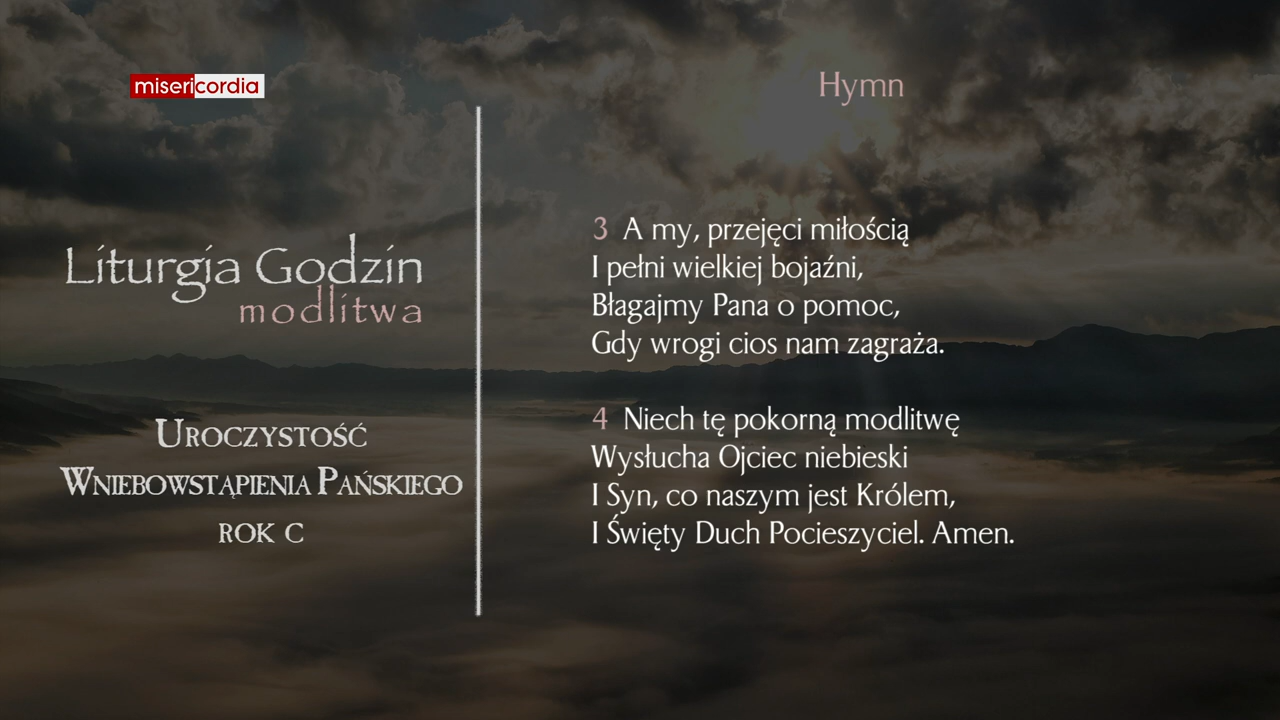 misericordia
Liturgia Godzin
modlitwa
Uroczystość
Wniebowstąpienia Pańskiego
rok C
Hymn
3 A my, przejęci miłością
I pełni wielkiej bojaźni,
Błagajmy Pana o pomoc,
Gdy wrogi cios nam zagraża.
4 Niech tę pokorną modlitwę
Wysłucha Ojciec niebieski
I Syn, co naszym jest Królem,
I Święty Duch Pocieszyciel. Amen.